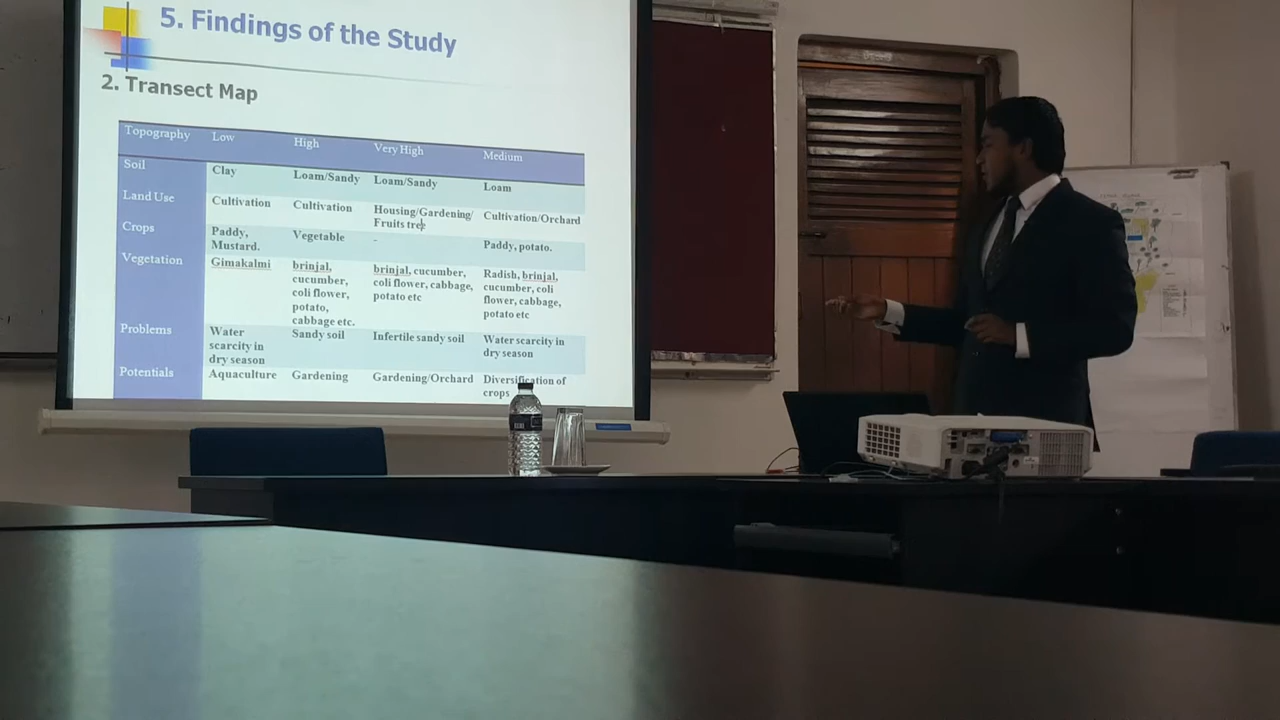 5. Findings of the Study
2. Transect Map
Topography Low High Very High Medium
Soil Clay Loam/Sandy Loam/Sandy Loam
Land Use Cultivation Cultivation Housing/Gardening/ Cultivation/Orchard
Fruits tre
Crops Paddy, Vegetable - Paddy, potato.
Mustard.
Vegetation Gimakalmi brinjal, brinjal, cucumber, Radish, brinjal,
cucumber, coli flower, cabbage, cucumber, coli
coli flower, potato etc flower, cabbage,
potato, potato etc
cabbage etc.
Problems Water Sandy soil Infertile sandy soil Water scarcity in
scarcity in dry season
dry season
Potentials Aquaculture Gardening Gardening/Orchard Diversification of
crops